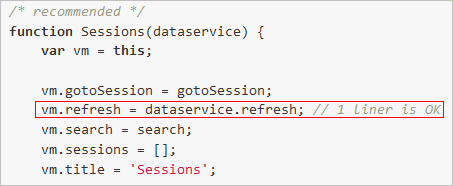 /* recommended */
function Sessions(dataservice) {
    var vm = this;

    vm.gotoSession = gotoSession;
    vm.refresh = dataservice.refresh; // 1 liner is OK
    vm.search = search;
    vm.sessions = [];
    vm.title = 'Sessions';